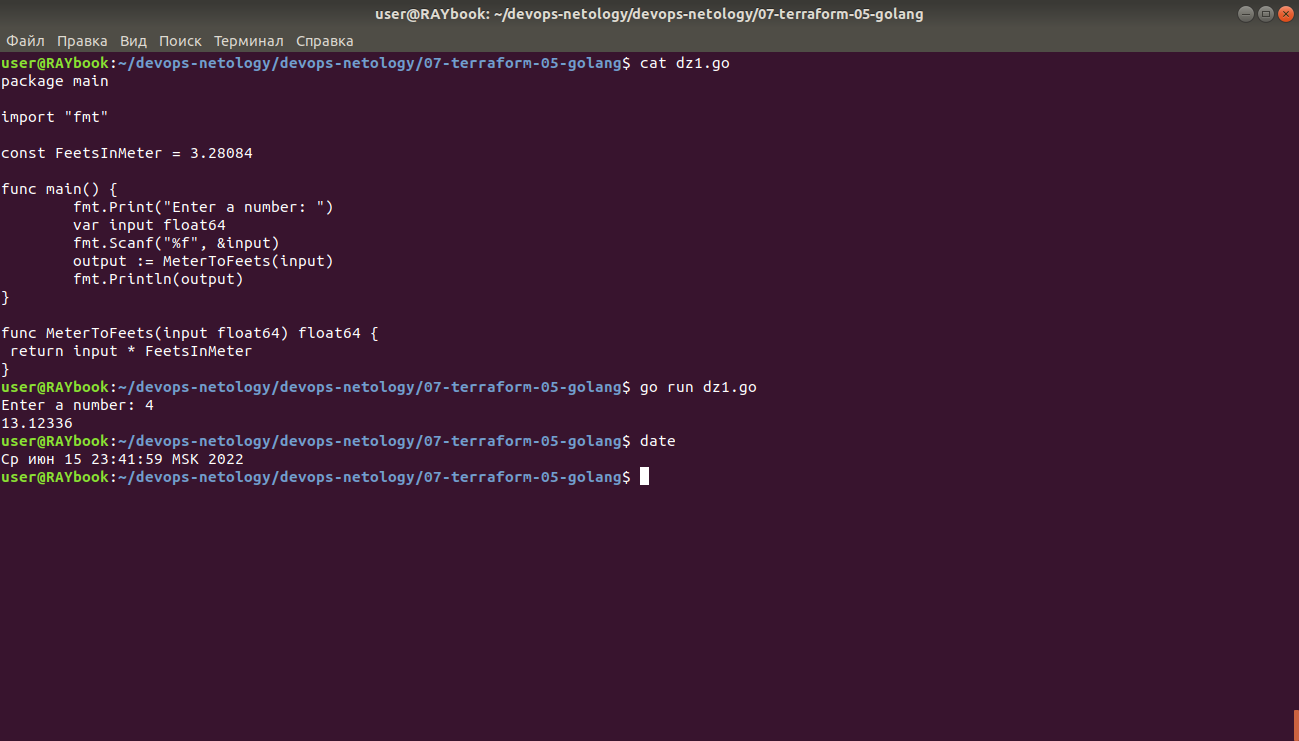 user@RAYbook: ~/devops-netology/devops-netology/07-terraform-05-golang
Файл Правка Вид Поиск Терминал Справка
user@RAYbook:~/devops-netology/devops-netology/07-terraform-05-golang$ cat dz1.go
package main

import "fmt"

const FeetsInMeter = 3.28084

func main() {
        fmt.Print("Enter a number: ")
        var input float64
        fmt.Scanf("%f", &input)
        output := MeterToFeets(input)
        fmt.Println(output)
}

func MeterToFeets(input float64) float64 {
 return input * FeetsInMeter
}
user@RAYbook:~/devops-netology/devops-netology/07-terraform-05-golang$ go run dz1.go
Enter a number: 4
13.12336
user@RAYbook:~/devops-netology/devops-netology/07-terraform-05-golang$ date
Ср июн 15 23:41:59 MSK 2022
user@RAYbook:~/devops-netology/devops-netology/07-terraform-05-golang$